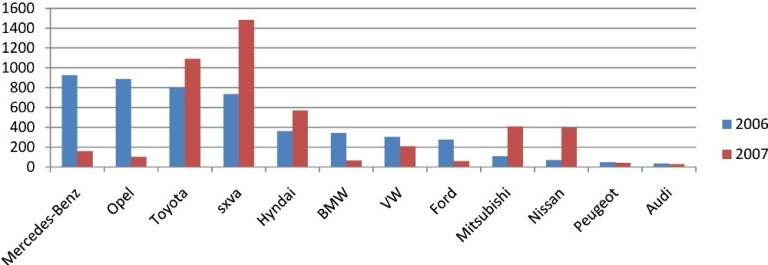 1600
1400
1200
1000
800
600
400
200
0
Mercedes-Benz
Opel
Toyota
sxva
Hyndai
BMW
VW
Ford
Mitsubishi
Nissan
Peugeot
Audi
2006
2007